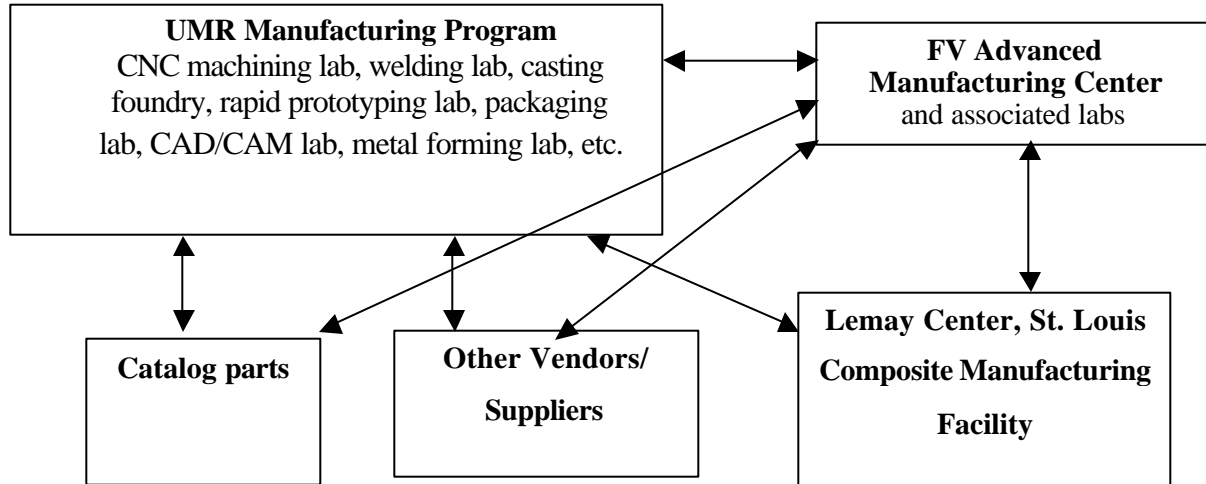 UMR Manufacturing Program
CNC machining lab, welding lab, casting
foundry, rapid prototyping lab, packaging
lab, CAD/CAM lab, metal forming lab, etc.
FV Advanced
Manufacturing Center
and associated labs
Catalog parts
Other Vendors/
Suppliers
Lemay Center, St. Louis
Composite Manufacturing
Facility